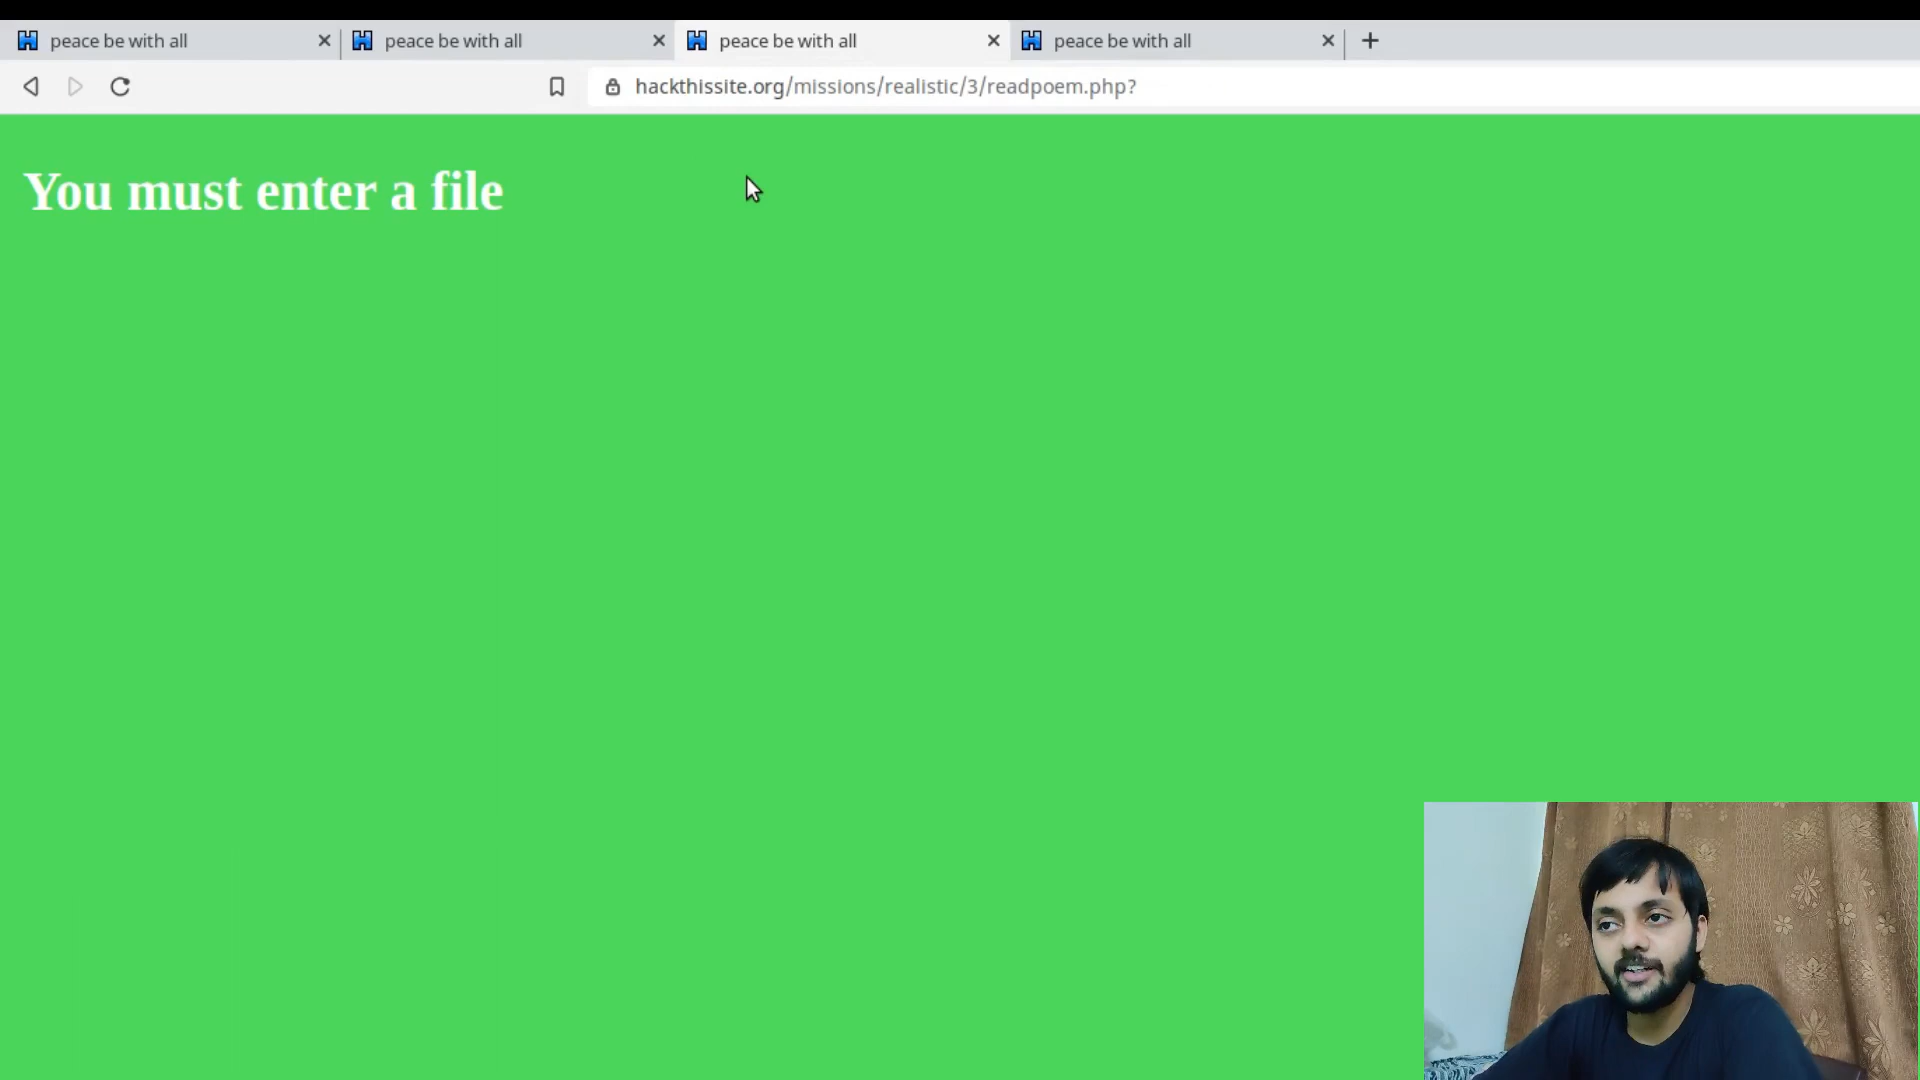 peace be with all
peace be with all
peace be with all
peace be with all
hackthissite.org/missions/realistic/3/readpoem.php?
You must enter a file